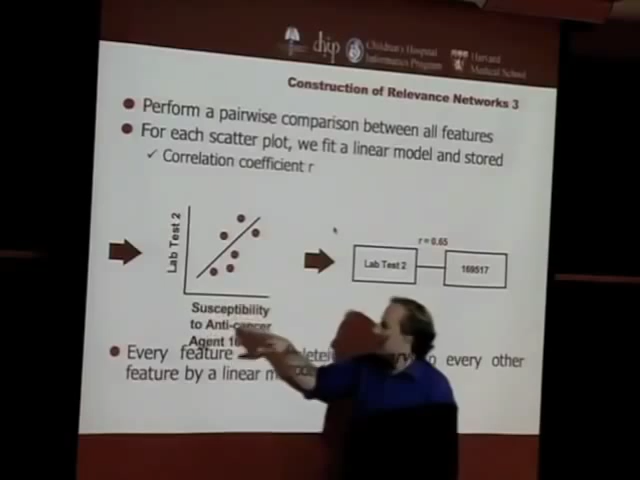 chip
Children's Hospital
Informatics Program
Harvard
Medical School
Construction of Relevance Networks 3
Perform a pairwise comparison between all features
For each scatter plot, we fit a linear model and stored
✓ Correlation coefficient r
Lab Test 2
Susceptibility
to Anti-cancer
Agent
r = 0.65
Lab Test 2
169517
Every feature every other
feature by a linear